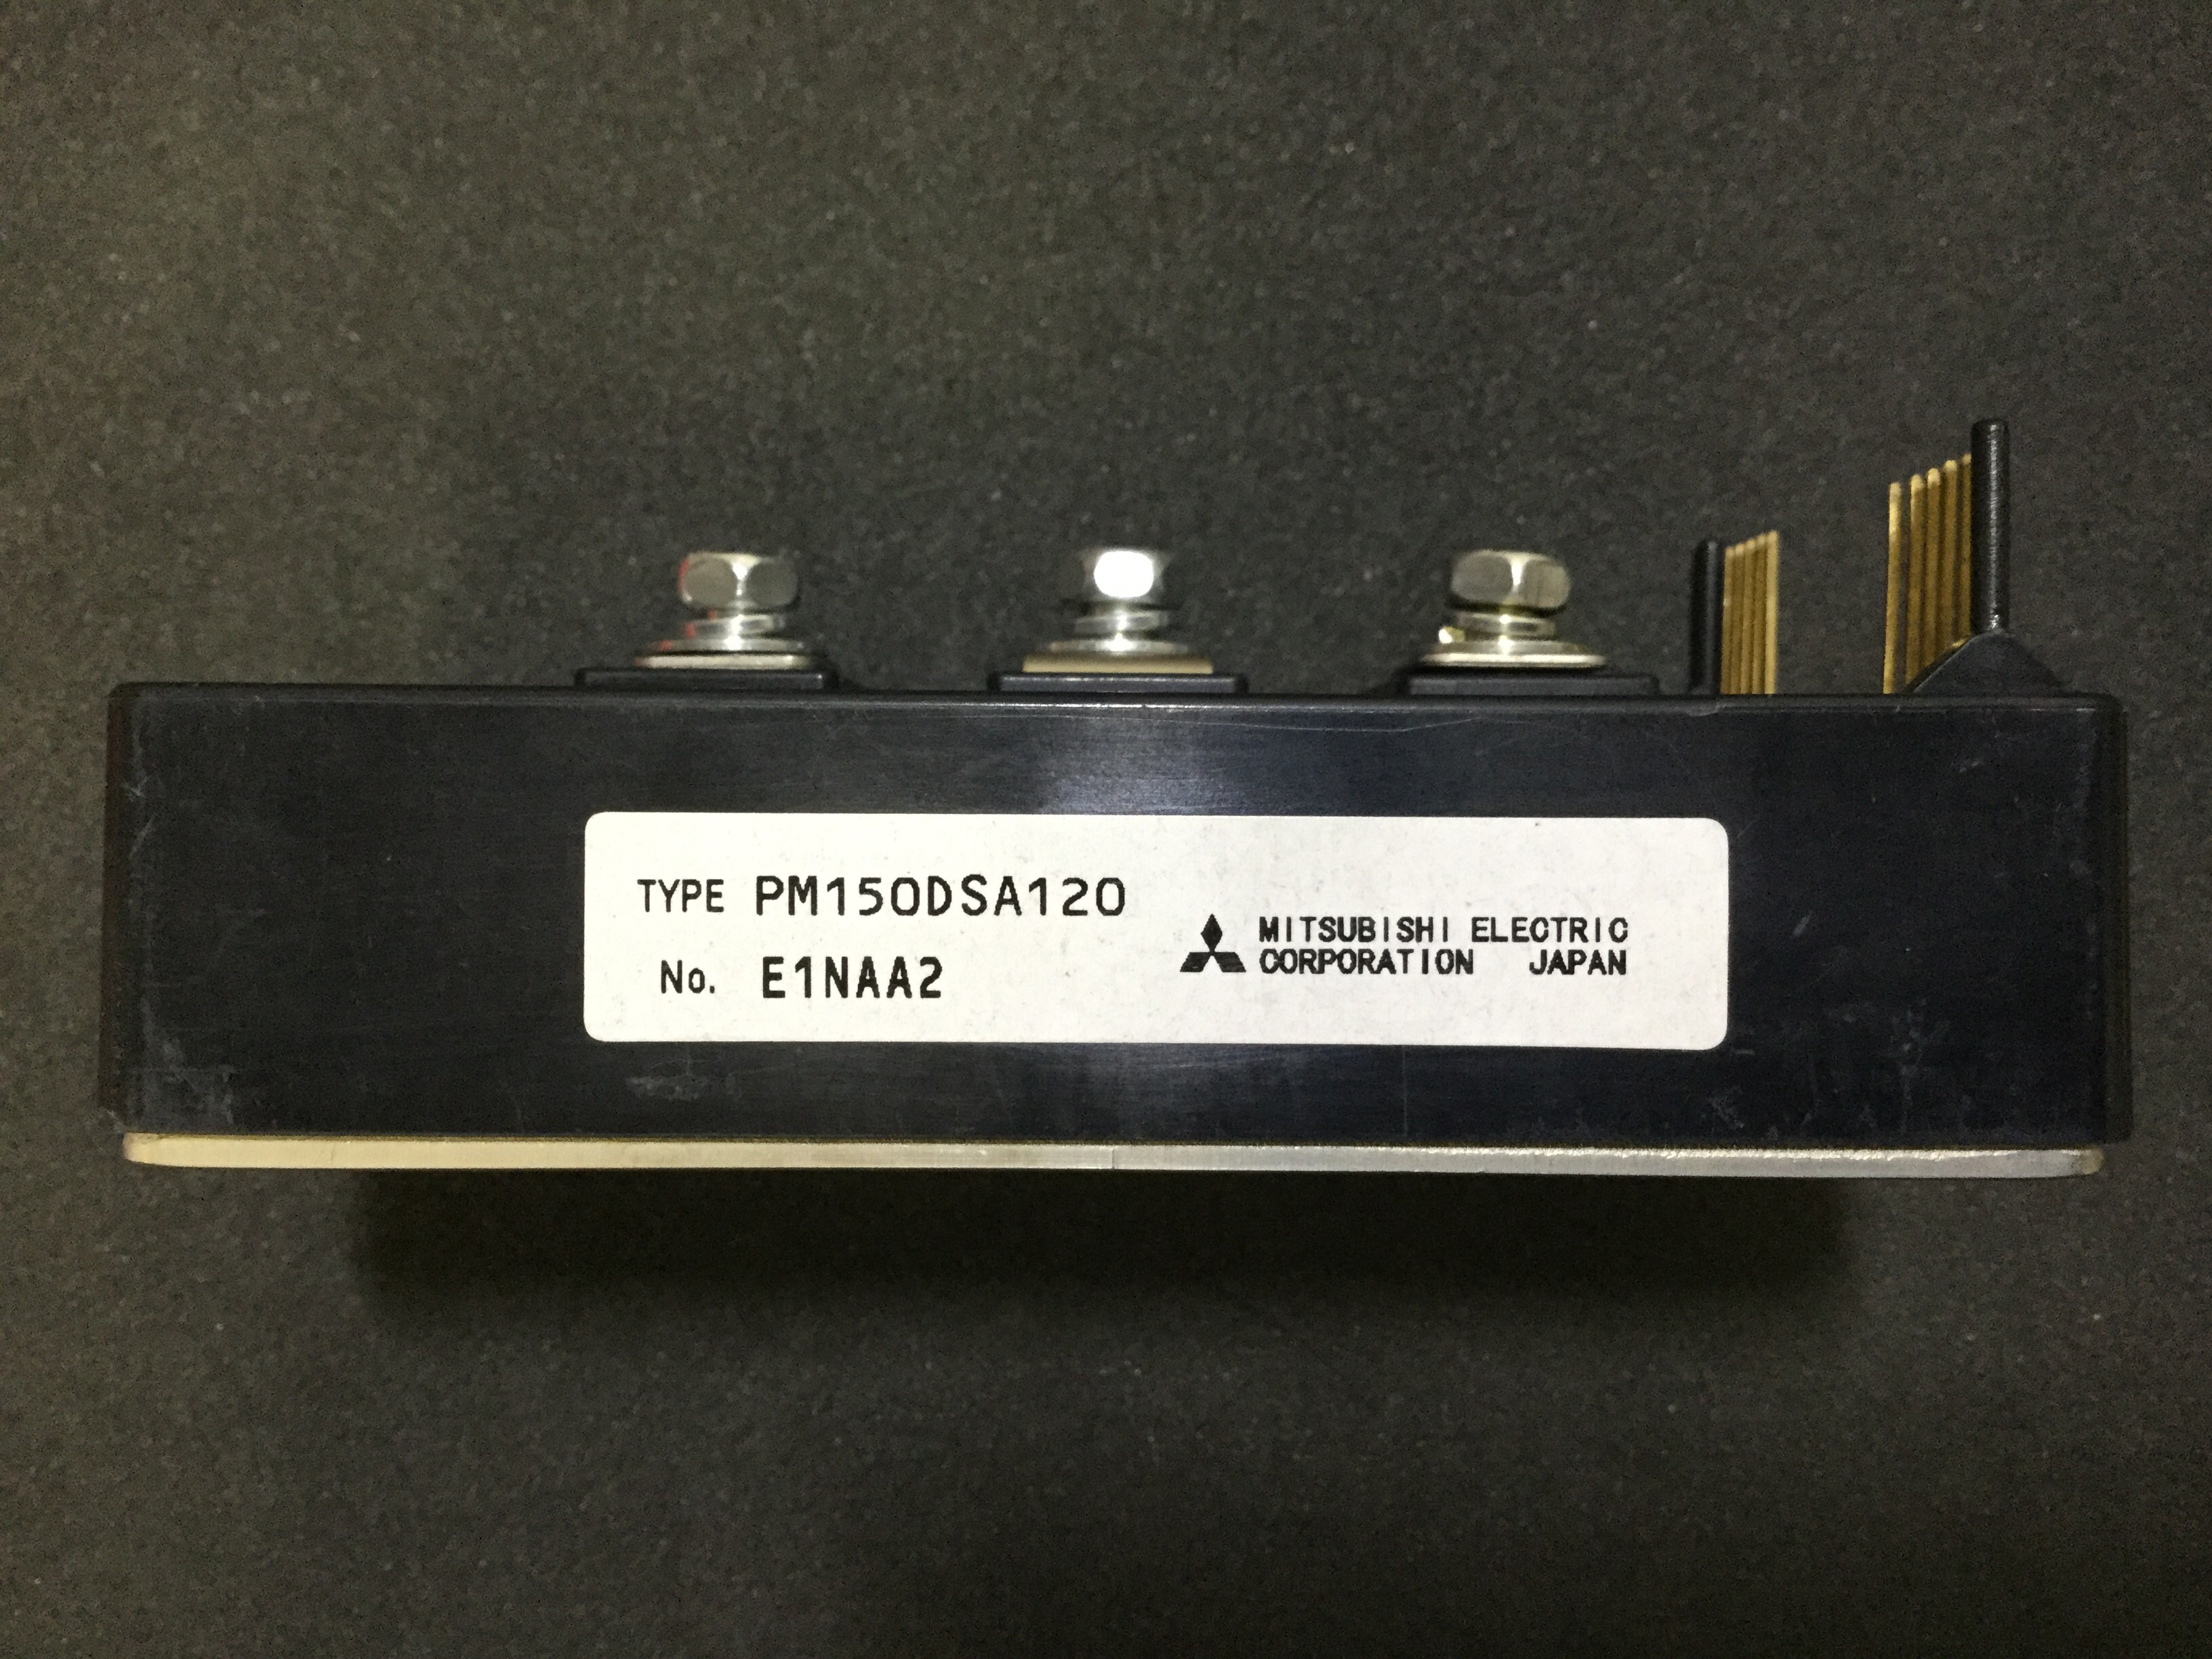 TYPE PM150DSA120
No. E1NAA2
MITSUBISHI ELECTRIC
CORPORATION JAPAN